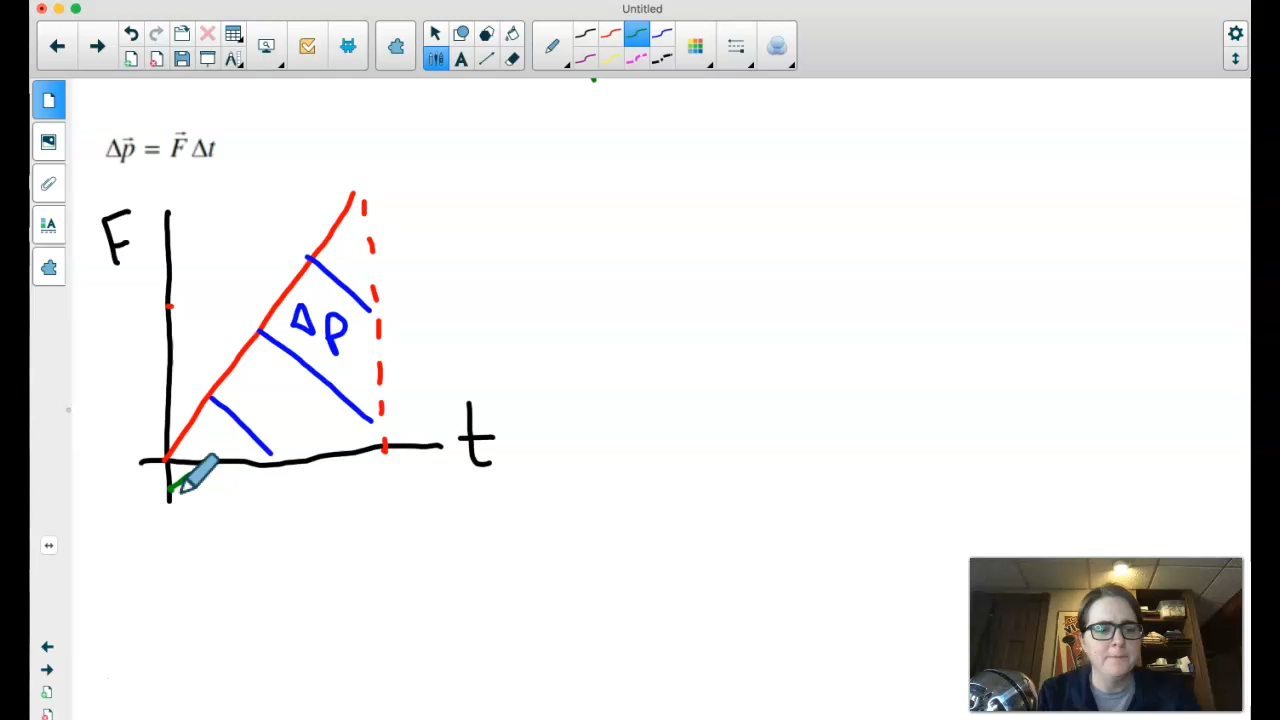 Untitled
Δp⃗ = F⃗ Δt
F
Δp
t